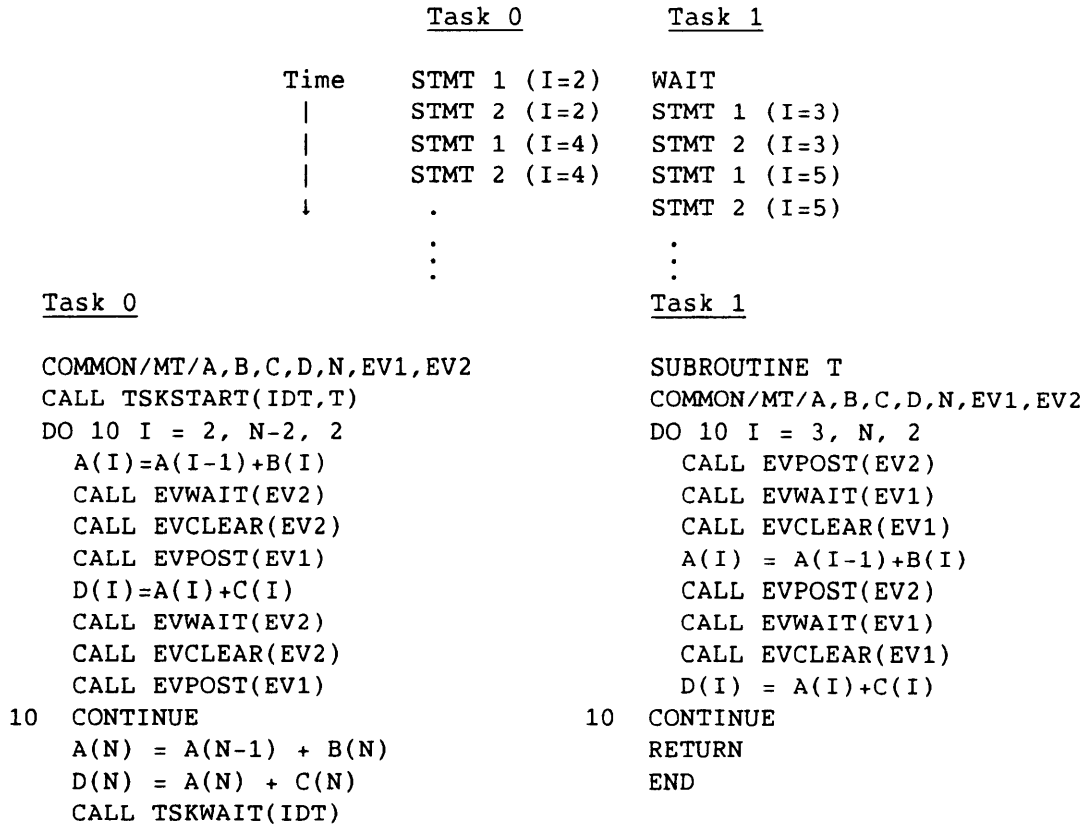 Task 0    Task 1
Time    STMT 1 (I=2)    WAIT
STMT 2 (I=2)    STMT 1 (I=3)
STMT 1 (I=4)    STMT 2 (I=3)
STMT 2 (I=4)    STMT 1 (I=5)
.    STMT 2 (I=5)
.    .
.    .
.    .
Task 0    Task 1
COMMON/MT/A,B,C,D,N,EV1,EV2    SUBROUTINE T
CALL TSKSTART(IDT,T)    COMMON/MT/A,B,C,D,N,EV1,EV2
DO 10 I = 2, N-2, 2    DO 10 I = 3, N, 2
A(I)=A(I-1)+B(I)    CALL EVPOST(EV2)
CALL EVWAIT(EV2)    CALL EVWAIT(EV1)
CALL EVCLEAR(EV2)    CALL EVCLEAR(EV1)
CALL EVPOST(EV1)    A(I) = A(I-1)+B(I)
D(I)=A(I)+C(I)    CALL EVPOST(EV2)
CALL EVWAIT(EV2)    CALL EVWAIT(EV1)
CALL EVCLEAR(EV2)    CALL EVCLEAR(EV1)
CALL EVPOST(EV1)    D(I) = A(I)+C(I)
10 CONTINUE    10 CONTINUE
A(N) = A(N-1) + B(N)    RETURN
D(N) = A(N) + C(N)    END
CALL TSKWAIT(IDT)